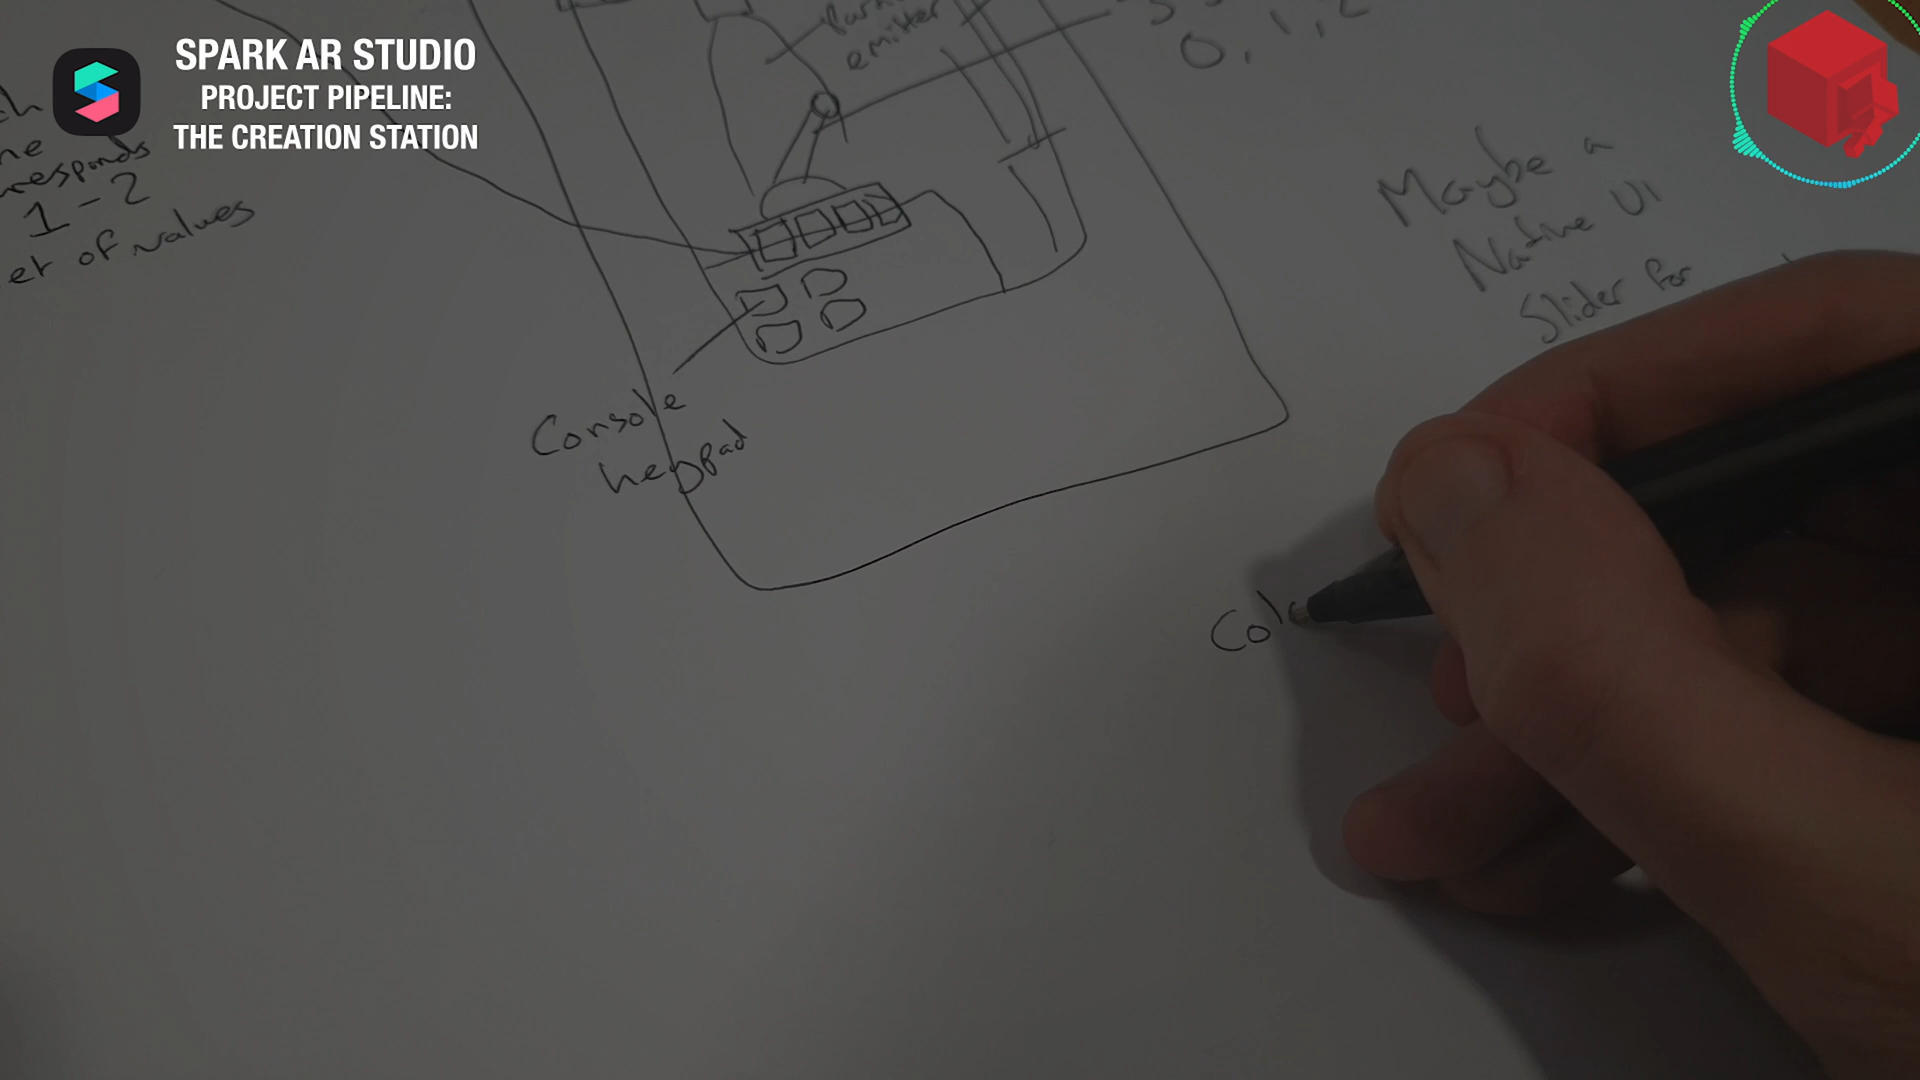 SPARK AR STUDIO
PROJECT PIPELINE:
THE CREATION STATION
emitter
0, 1, 2
1-2
et of values
Maybe a
Native UI
Slider for
Console
keypad
Col